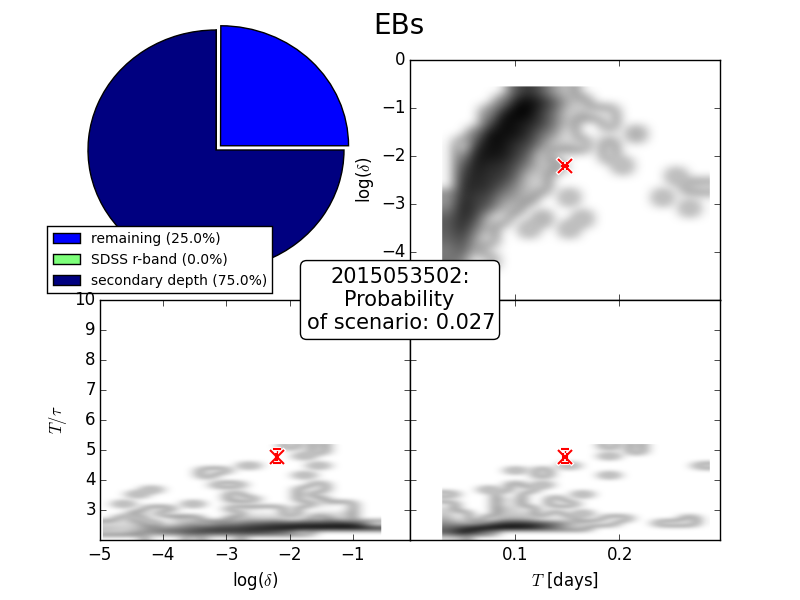 EBs
0
−1
−2
−3
−4
log(δ)
remaining (25.0%)
SDSS r-band (0.0%)
secondary depth (75.0%)
2015053502:
Probability
of scenario: 0.027
10
9
8
7
6
5
4
3
T/τ
−5 −4 −3 −2 −1
log(δ)
0.1 0.2
T [days]